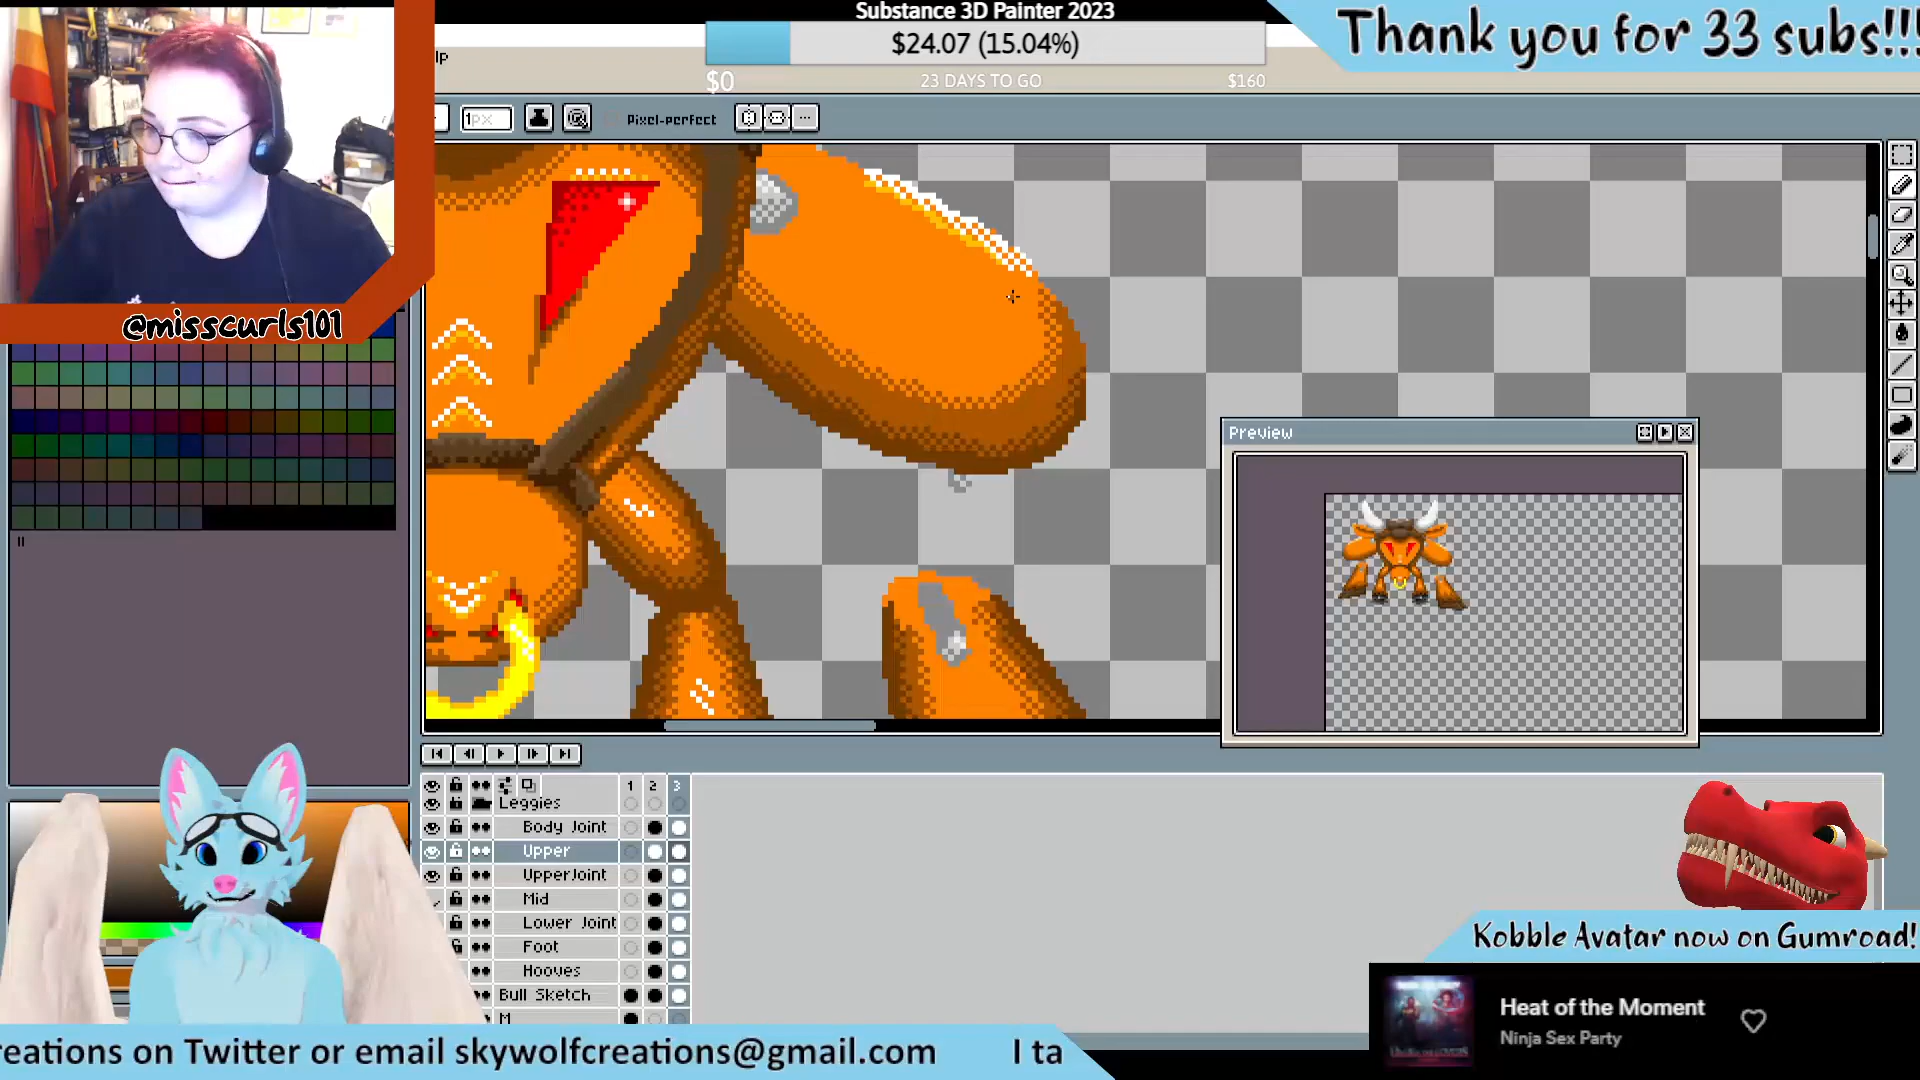 Substance 3D Painter 2023
$24.07 (15.04%)
$0
23 DAYS TO GO
$160
Thank you for 33 subs!!!
lp
1px
Pixel-perfect
@misscurls101
Preview
1 2 3
Leggies
Body Joint
Upper
UpperJoint
Mid
Lower Joint
Foot
Hooves
Bull Sketch
M
Kobble Avatar now on Gumroad!
Heat of the Moment
Ninja Sex Party
reations on Twitter or email skywolfcreations@gmail.com
I ta